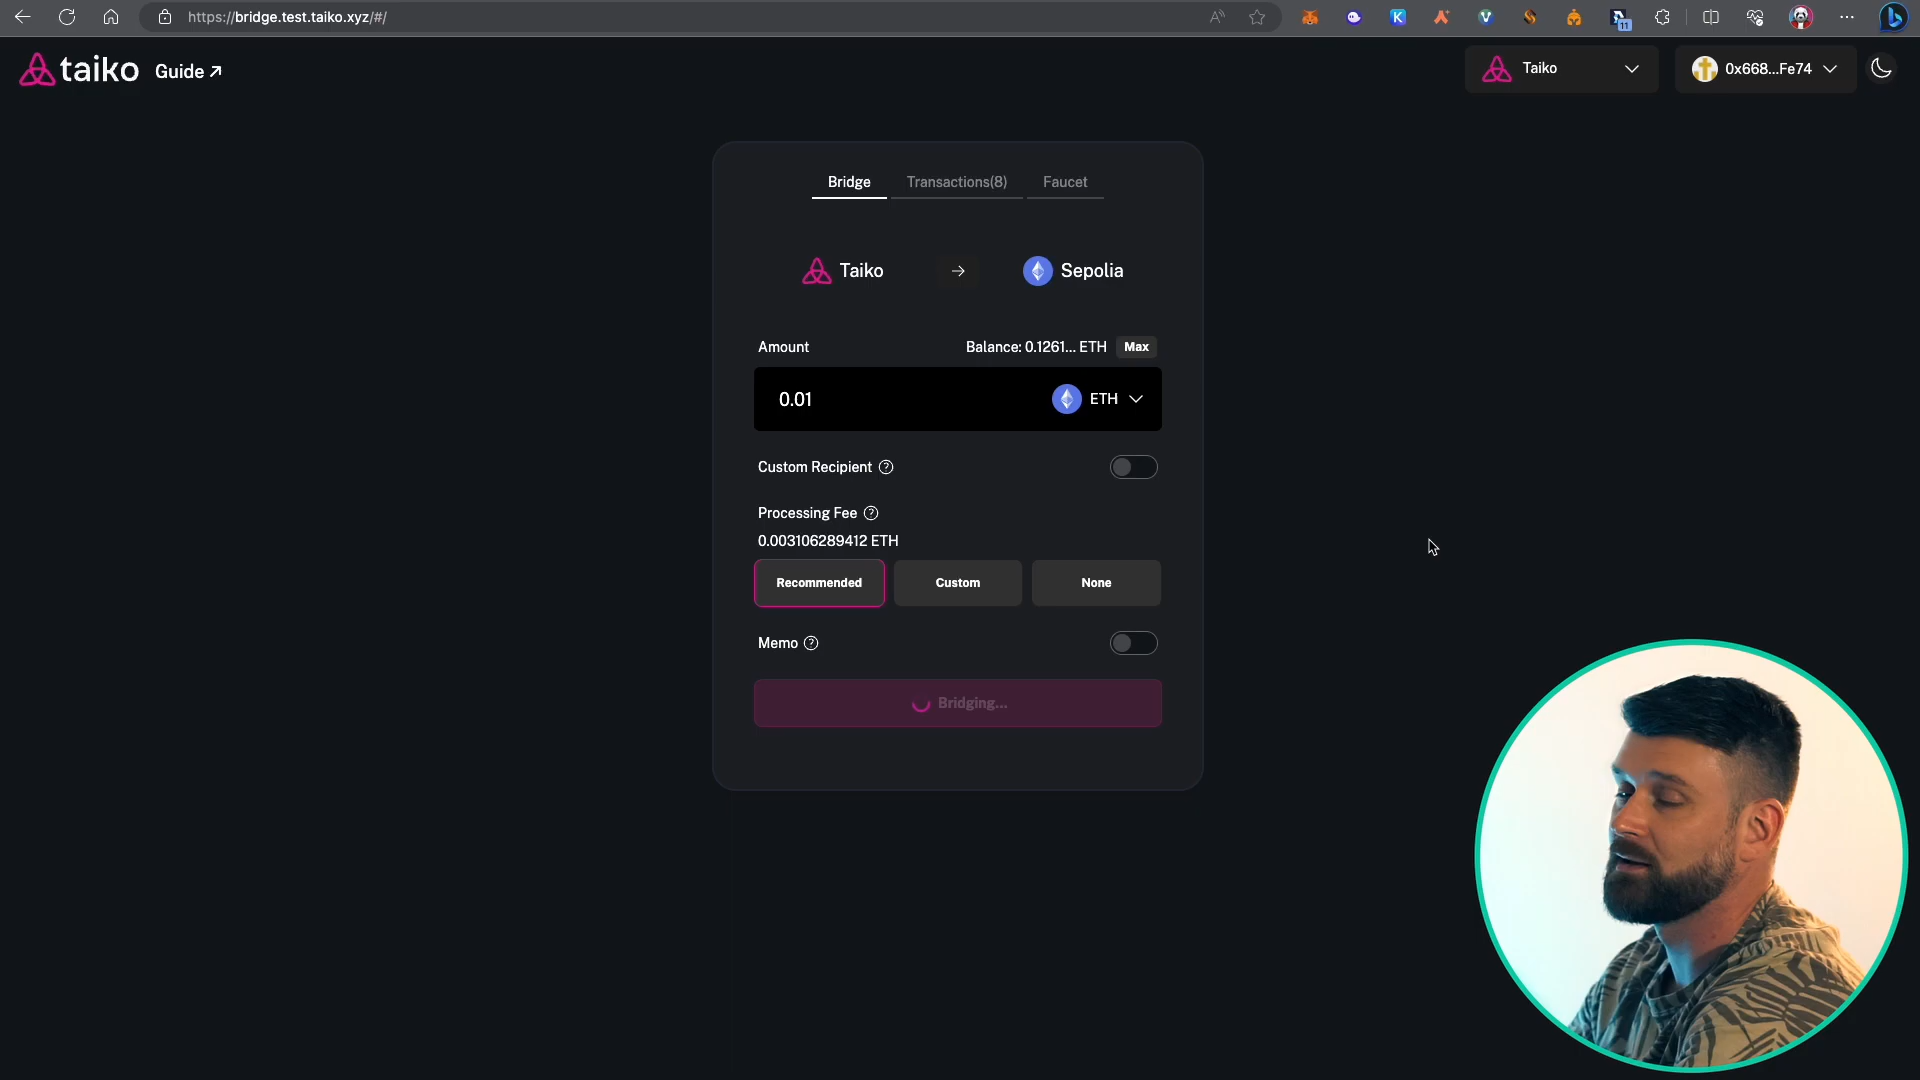 https://bridge.test.taiko.xyz/#/
11
taiko
Guide
Taiko
0x668...Fe74
Bridge
Transactions(8)
Faucet
Taiko
Sepolia
Amount
Balance: 0.1261... ETH
Max
0.01
ETH
Custom Recipient
Processing Fee
0.003106289412 ETH
Recommended
Custom
None
Memo
Bridging...